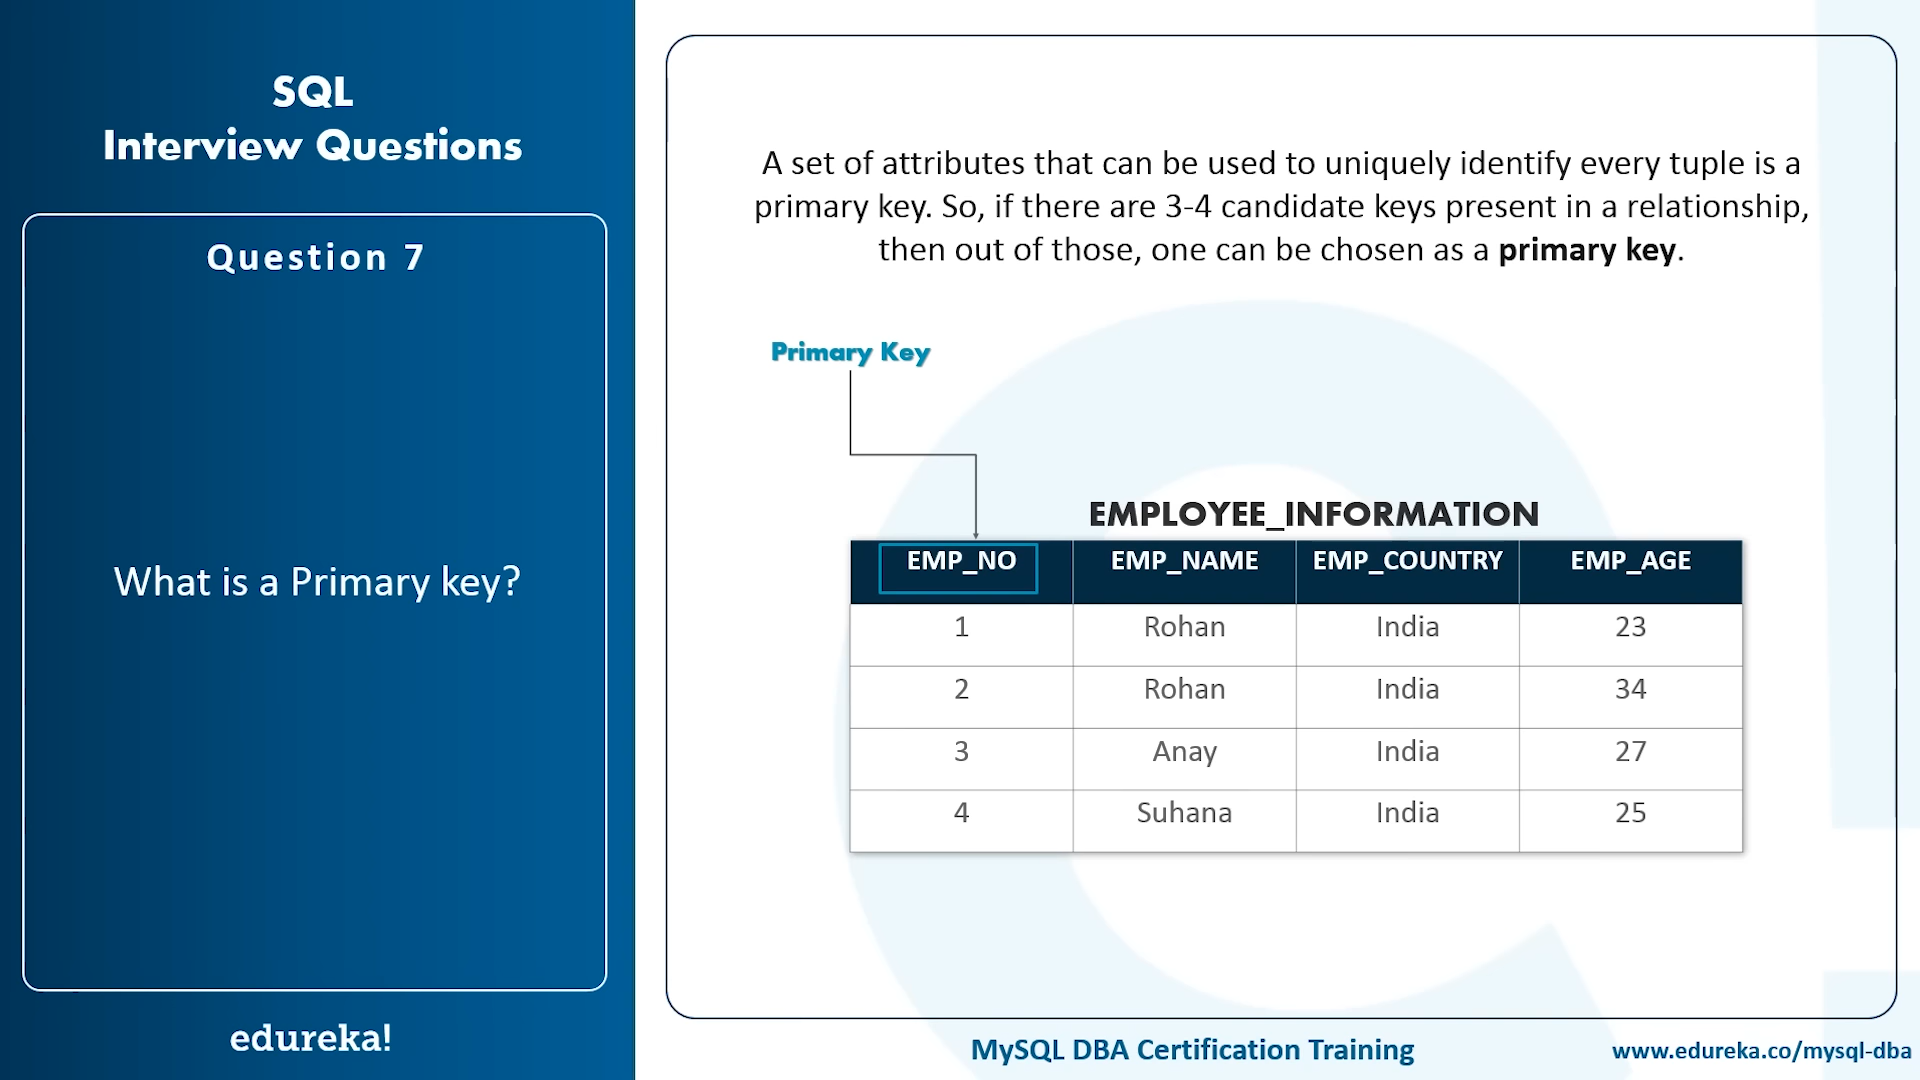 SQL
Interview Questions
Question 7
What is a Primary key?
edureka!
A set of attributes that can be used to uniquely identify every tuple is a
primary key. So, if there are 3-4 candidate keys present in a relationship,
then out of those, one can be chosen as a primary key.
Primary Key
EMPLOYEE_INFORMATION
EMP_NO EMP_NAME EMP_COUNTRY EMP_AGE
1 Rohan India 23
2 Rohan India 34
3 Anay India 27
4 Suhana India 25
MySQL DBA Certification Training
www.edureka.co/mysql-dba